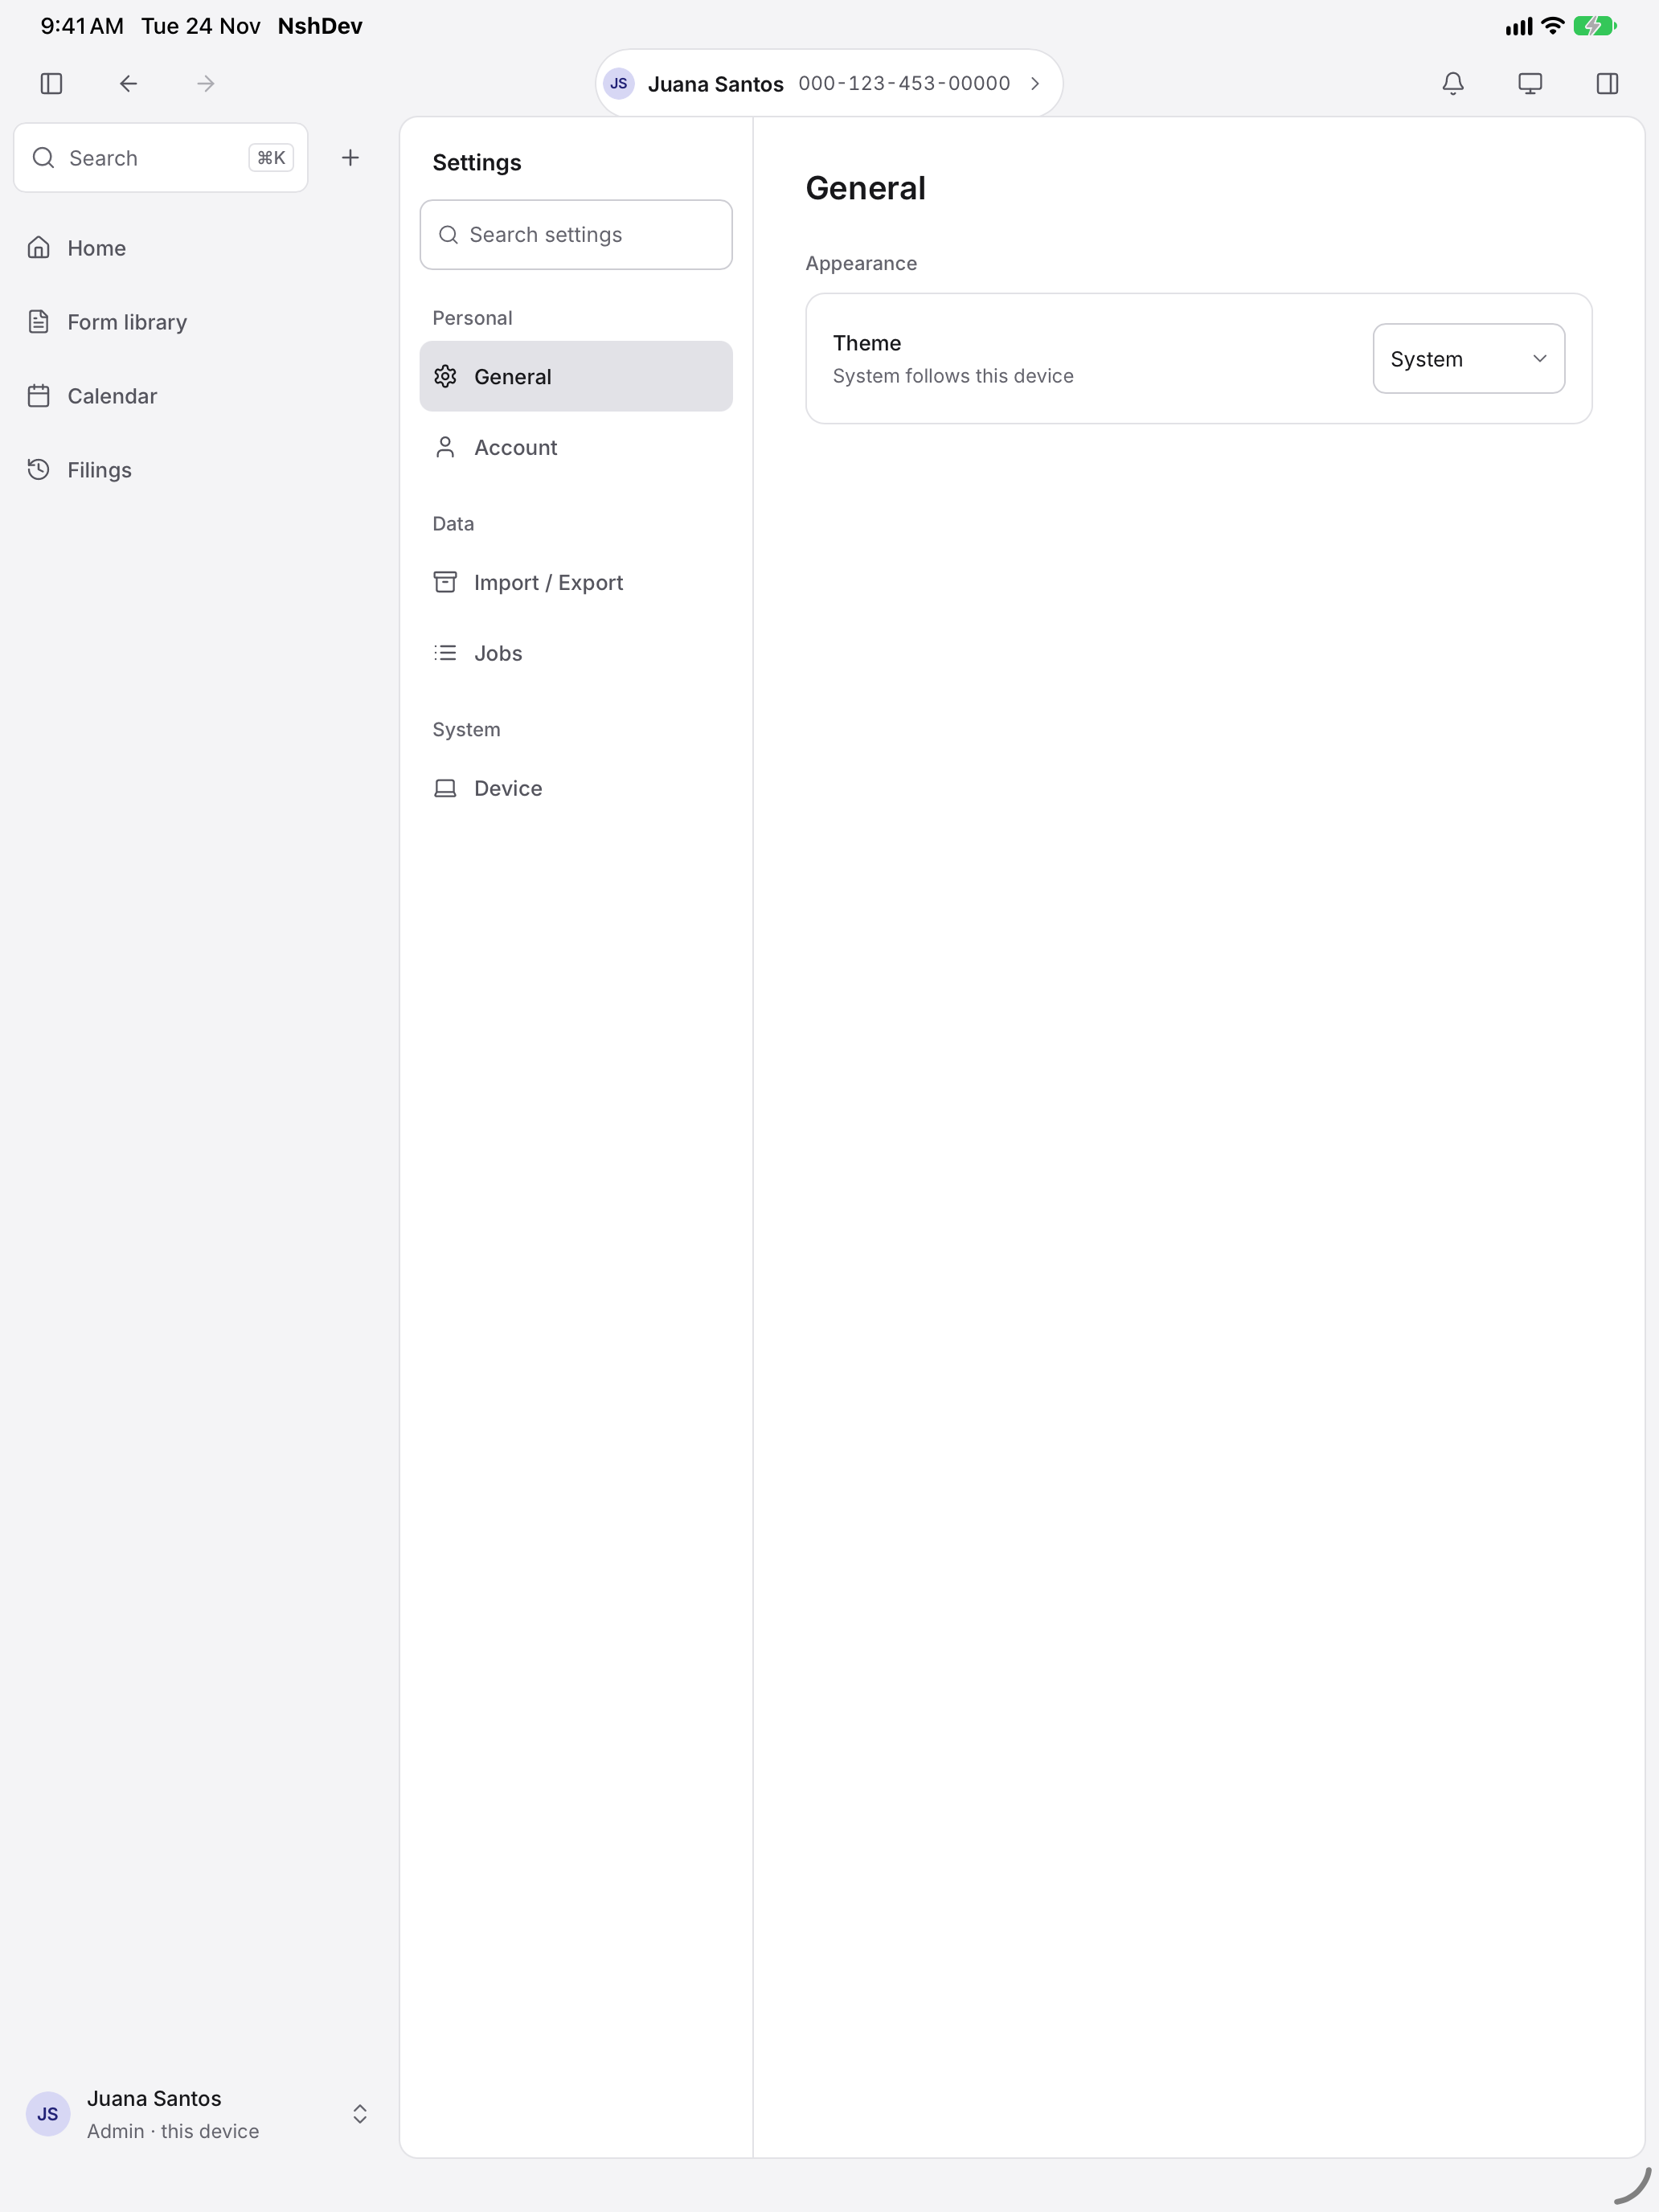 9:41 AM Tue 24 Nov NshDev
JS Juana Santos 000-123-453-00000
Search ⌘K
Home
Form library
Calendar
Filings
Juana Santos
JS
Admin · this device
Settings
Search settings
Personal
General
Account
Data
Import / Export
Jobs
System
Device
General
Appearance
Theme
System follows this device
System